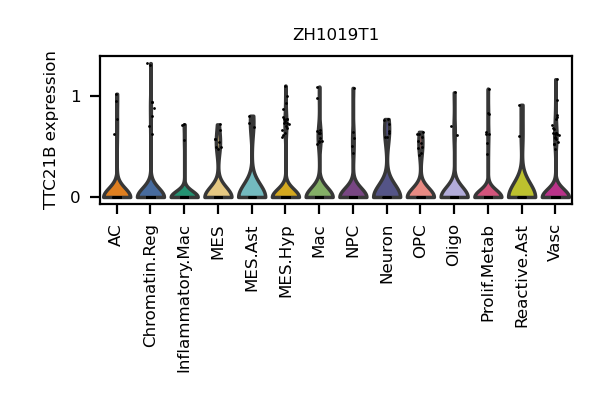 ZH1019T1
TTC21B expression
1
0
AC
Chromatin.Reg
Inflammatory.Mac
MES
MES.Ast
MES.Hyp
Mac
NPC
Neuron
OPC
Oligo
Prolif.Metab
Reactive.Ast
Vasc